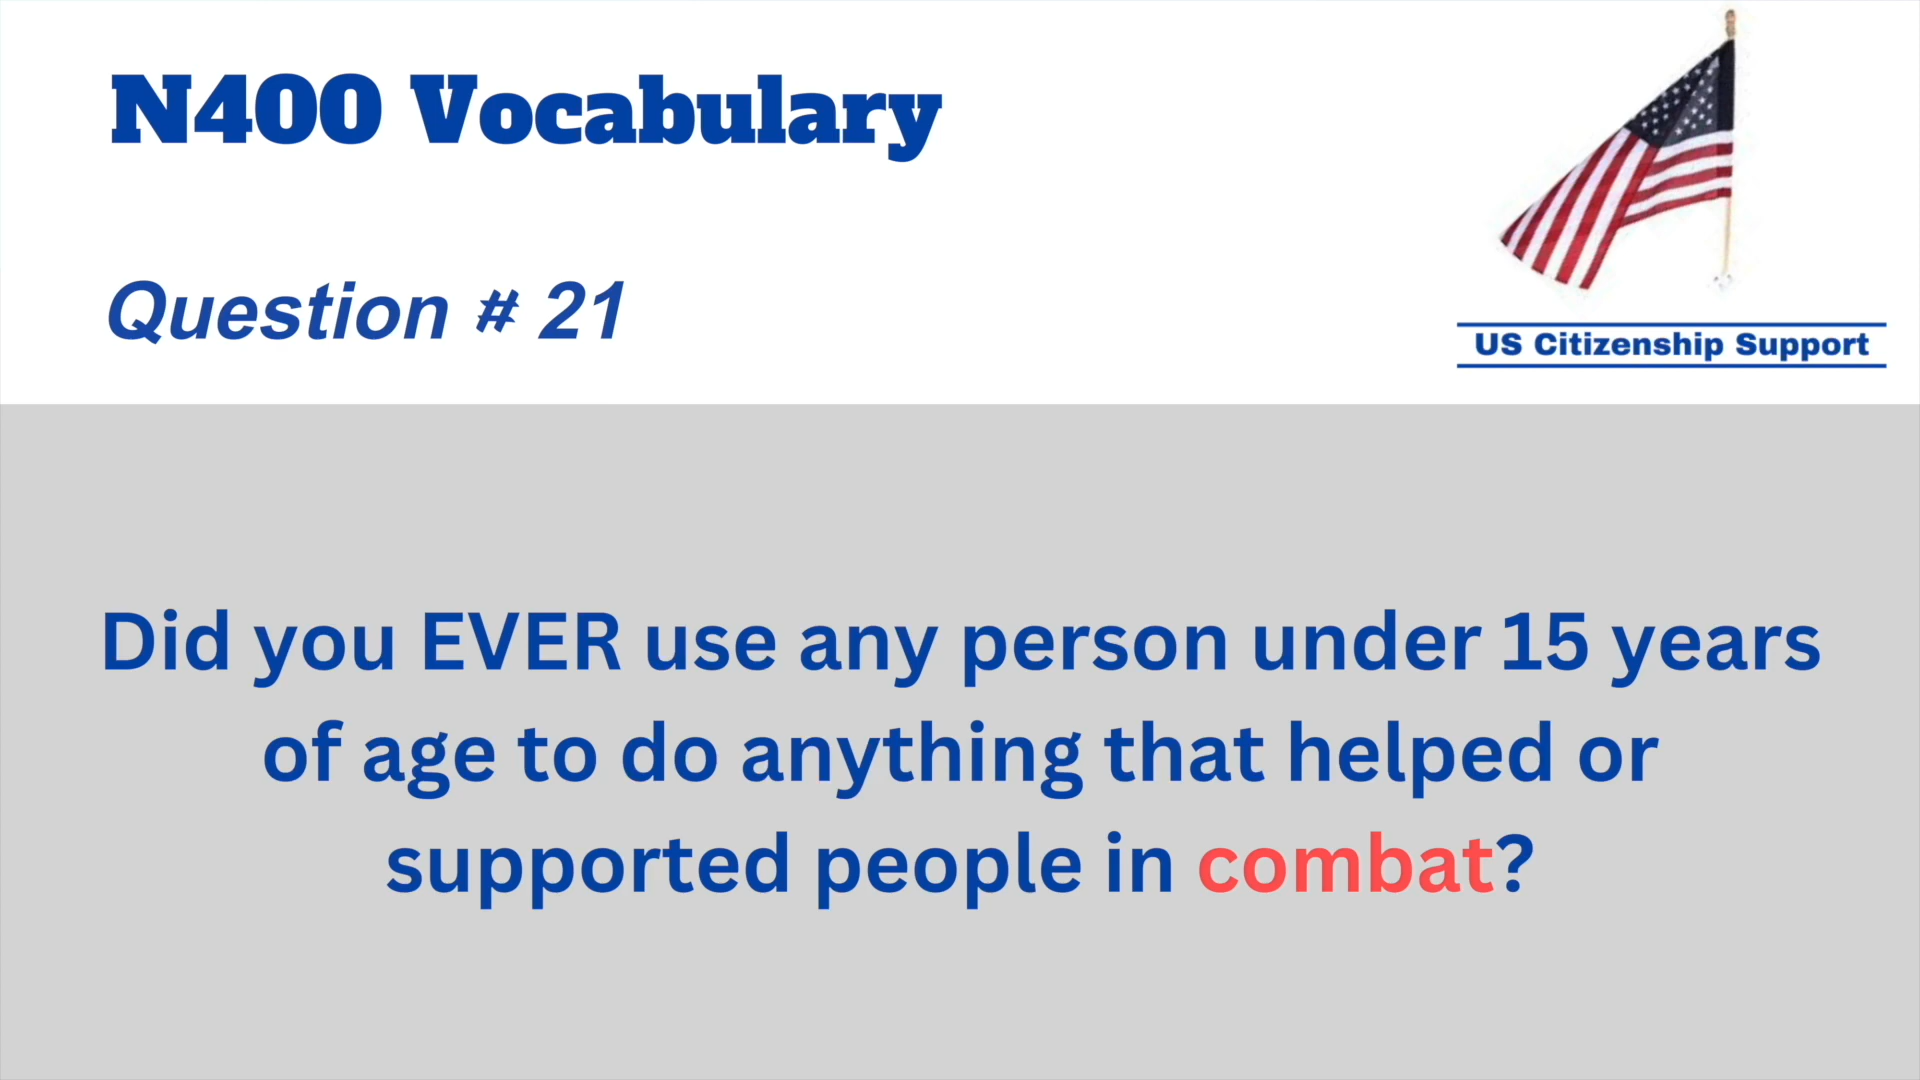 N400 Vocabulary
Question # 21
US Citizenship Support
Did you EVER use any person under 15 years
of age to do anything that helped or
supported people in combat?